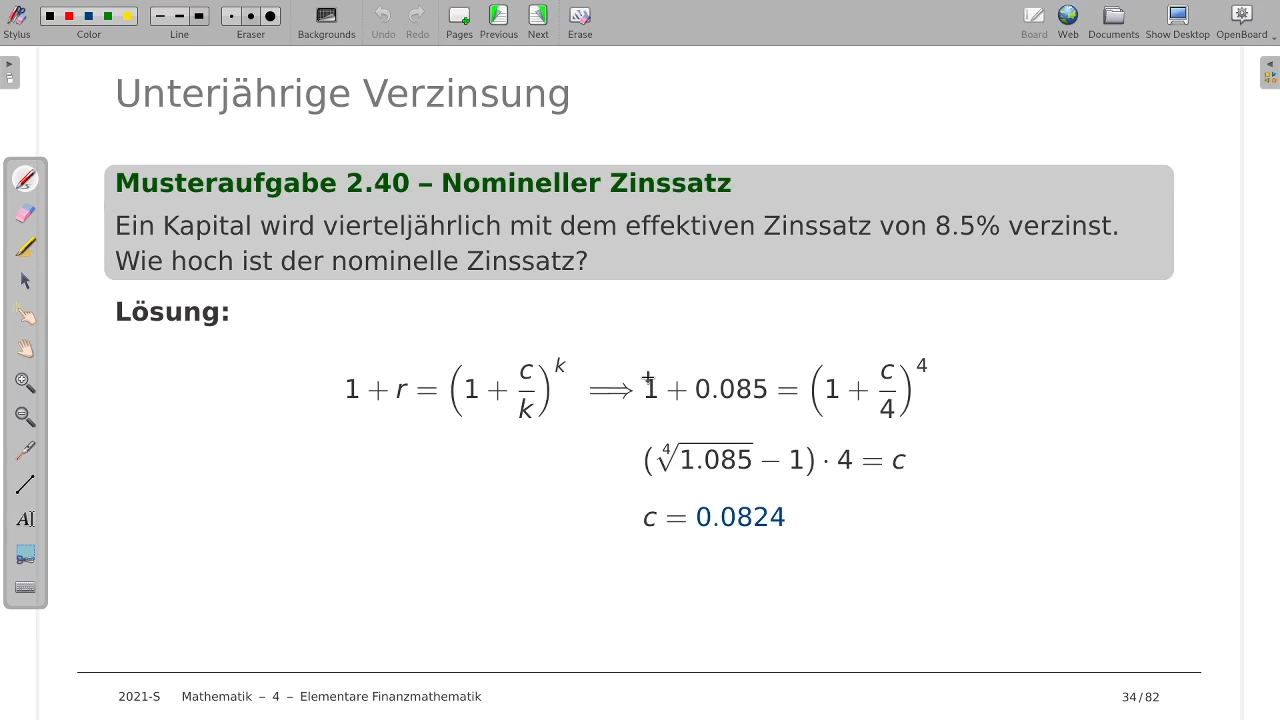 Stylus Color Line Eraser Backgrounds Undo Redo Pages Previous Next Erase Board Web Documents Show Desktop OpenBoard
Unterjährige Verzinsung
Musteraufgabe 2.40 – Nomineller Zinssatz
Ein Kapital wird vierteljährlich mit dem effektiven Zinssatz von 8.5% verzinst.
Wie hoch ist der nominelle Zinssatz?
Lösung:
1 + r = (1 + c/k)^k ⟹ 1 + 0.085 = (1 + c/4)^4
(∜1.085 − 1) · 4 = c
c = 0.0824
2021-S Mathematik – 4 – Elementare Finanzmathematik 34/82